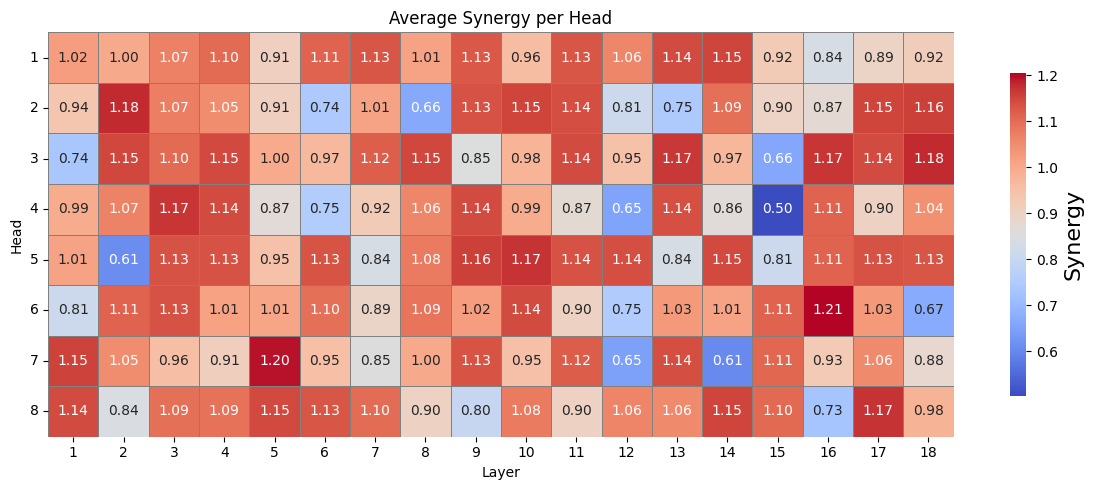 Average Synergy per Head
1 1.02 1.00 1.07 1.10 0.91 1.11 1.13 1.01 1.13 0.96 1.13 1.06 1.14 1.15 0.92 0.84 0.89 0.92
2 0.94 1.18 1.07 1.05 0.91 0.74 1.01 0.66 1.13 1.15 1.14 0.81 0.75 1.09 0.90 0.87 1.15 1.16
3 0.74 1.15 1.10 1.15 1.00 0.97 1.12 1.15 0.85 0.98 1.14 0.95 1.17 0.97 0.66 1.17 1.14 1.18
4 0.99 1.07 1.17 1.14 0.87 0.75 0.92 1.06 1.14 0.99 0.87 0.65 1.14 0.86 0.50 1.11 0.90 1.04
5 1.01 0.61 1.13 1.13 0.95 1.13 0.84 1.08 1.16 1.17 1.14 1.14 0.84 1.15 0.81 1.11 1.13 1.13
6 0.81 1.11 1.13 1.01 1.01 1.10 0.89 1.09 1.02 1.14 0.90 0.75 1.03 1.01 1.11 1.21 1.03 0.67
7 1.15 1.05 0.96 0.91 1.20 0.95 0.85 1.00 1.13 0.95 1.12 0.65 1.14 0.61 1.11 0.93 1.06 0.88
8 1.14 0.84 1.09 1.09 1.15 1.13 1.10 0.90 0.80 1.08 0.90 1.06 1.06 1.15 1.10 0.73 1.17 0.98
1 2 3 4 5 6 7 8 9 10 11 12 13 14 15 16 17 18
Layer
Head
1.2
1.1
1.0
0.9
0.8
0.7
0.6
Synergy